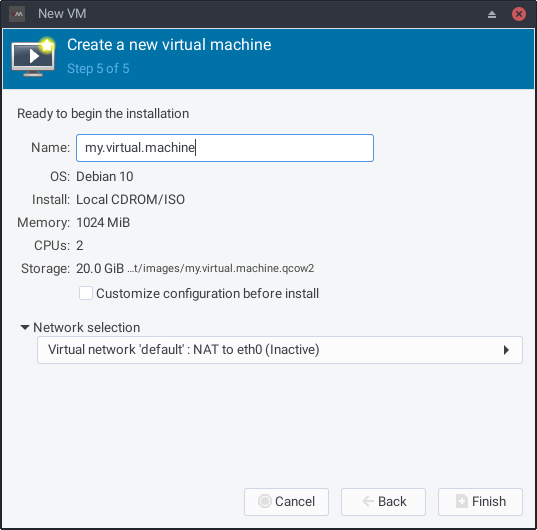 New VM
Create a new virtual machine
Step 5 of 5
Ready to begin the installation
Name: my.virtual.machine
OS: Debian 10
Install: Local CDROM/ISO
Memory: 1024 MiB
CPUs: 2
Storage: 20.0 GiB ...t/images/my.virtual.machine.qcow2
Customize configuration before install
Network selection
Virtual network 'default' : NAT to eth0 (Inactive)
Cancel Back Finish